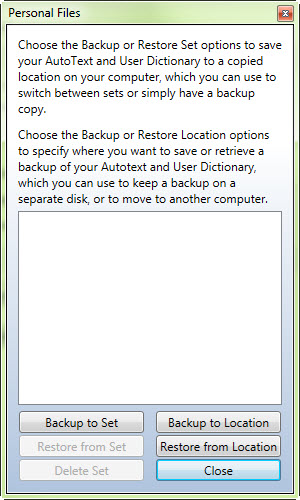 Personal Files
Choose the Backup or Restore Set options to save
your AutoText and User Dictionary to a copied
location on your computer, which you can use to
switch between sets or simply have a backup
copy.
Choose the Backup or Restore Location options
to specify where you want to save or retrieve a
backup of your Autotext and User Dictionary,
which you can use to keep a backup on a
separate disk, or to move to another computer.
Backup to Set
Backup to Location
Restore from Set
Restore from Location
Delete Set
Close